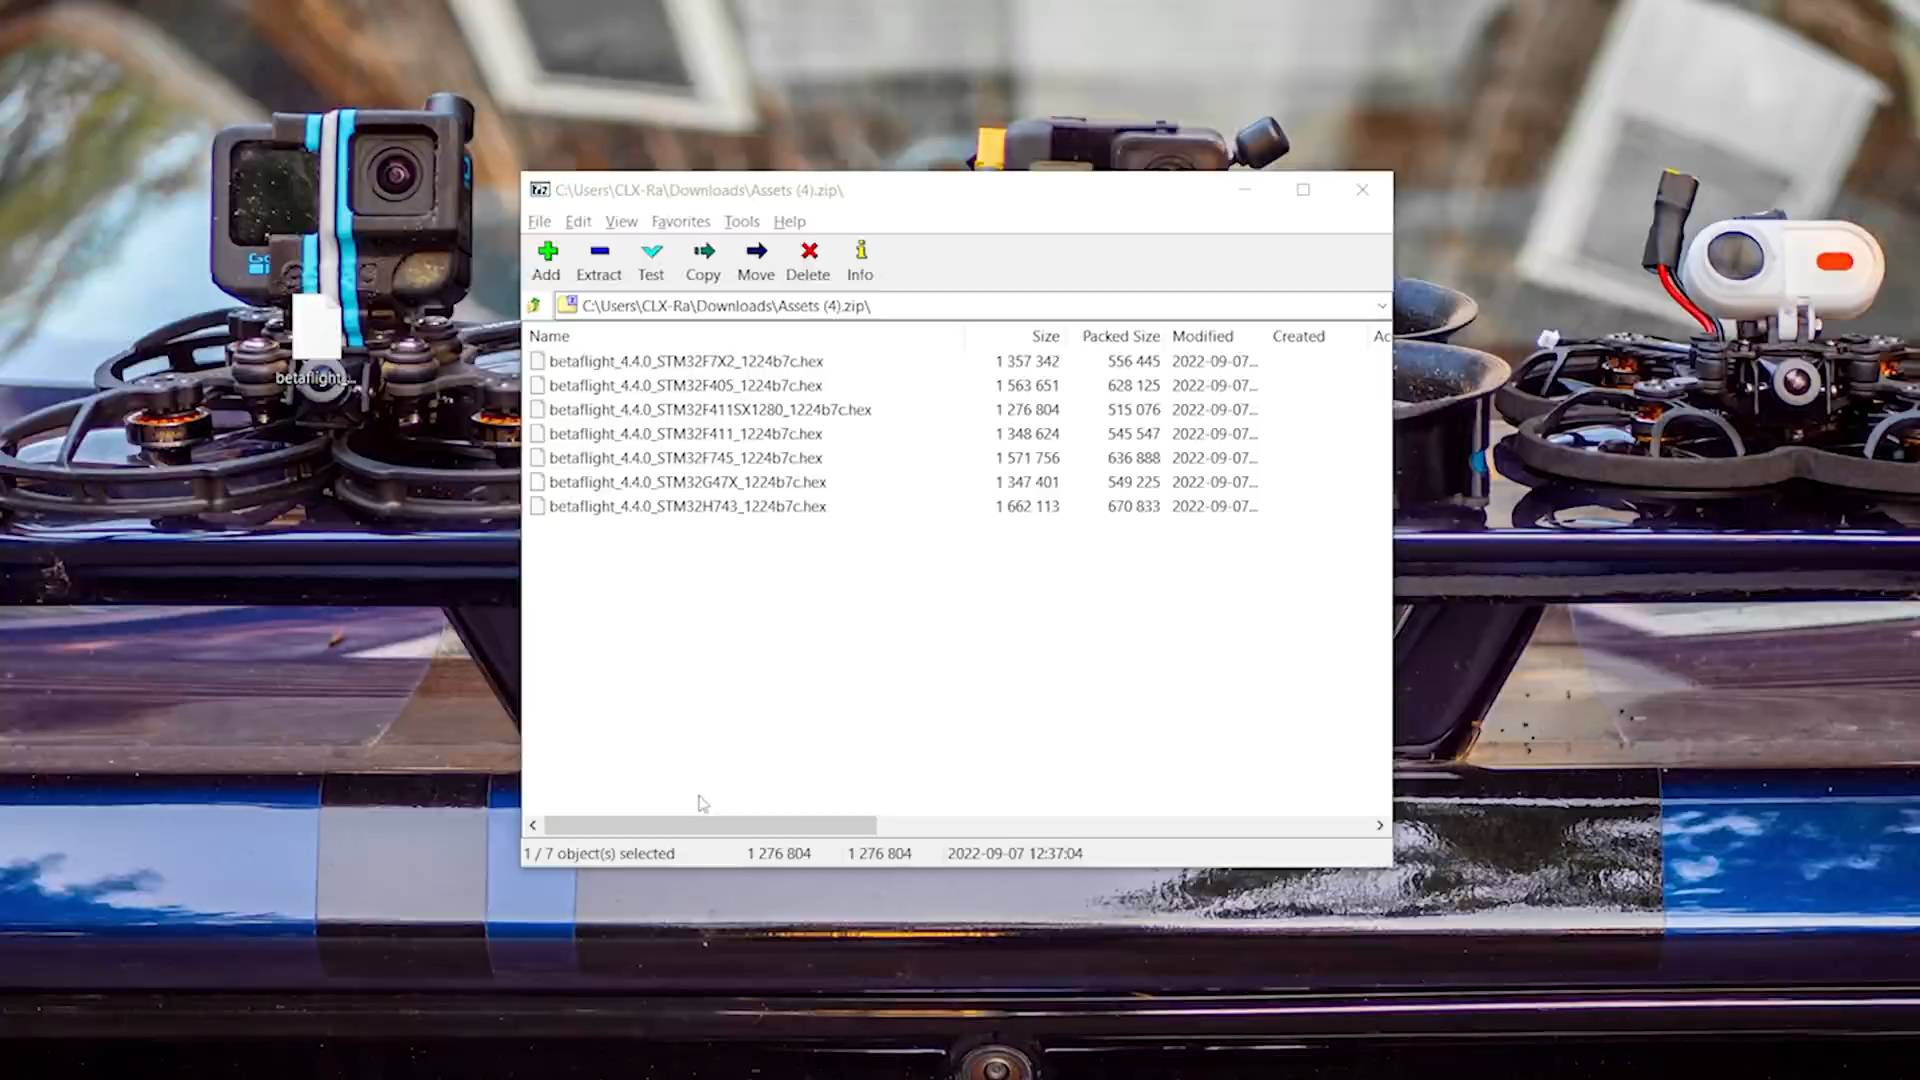 C:\Users\CLX-Ra\Downloads\Assets (4).zip\
File Edit View Favorites Tools Help
Add Extract Test Copy Move Delete Info
C:\Users\CLX-Ra\Downloads\Assets (4).zip\
Name Size Packed Size Modified Created Ac
betaflight_4.4.0_STM32F7X2_1224b7c.hex 1 357 342 556 445 2022-09-07...
betaflight_4.4.0_STM32F405_1224b7c.hex 1 563 651 628 125 2022-09-07...
betaflight_4.4.0_STM32F411SX1280_1224b7c.hex 1 276 804 515 076 2022-09-07...
betaflight_4.4.0_STM32F411_1224b7c.hex 1 348 624 545 547 2022-09-07...
betaflight_4.4.0_STM32F745_1224b7c.hex 1 571 756 636 888 2022-09-07...
betaflight_4.4.0_STM32G47X_1224b7c.hex 1 347 401 549 225 2022-09-07...
betaflight_4.4.0_STM32H743_1224b7c.hex 1 662 113 670 833 2022-09-07...
1 / 7 object(s) selected 1 276 804 1 276 804 2022-09-07 12:37:04
betaflight_...